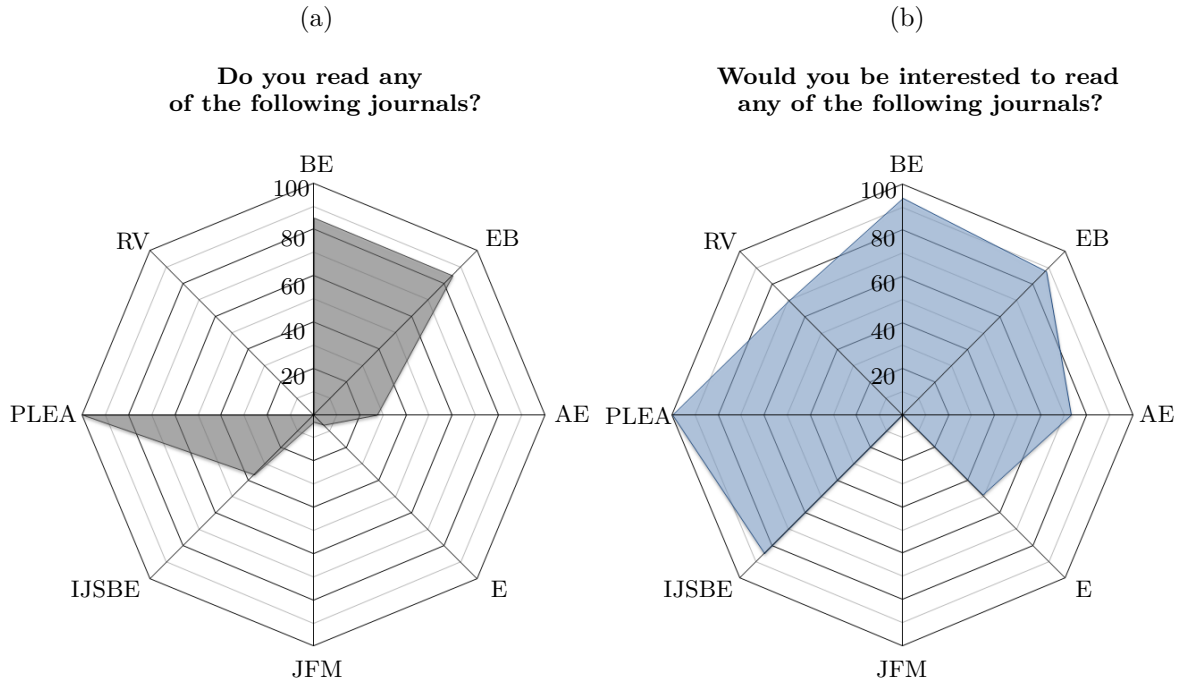 (a)
Do you read any
of the following journals?
BE
100
80
60
40
20
EB
AE
E
JFM
IJSBE
PLEA
RV
(b)
Would you be interested to read
any of the following journals?
BE
100
80
60
40
20
EB
AE
E
JFM
IJSBE
PLEA
RV